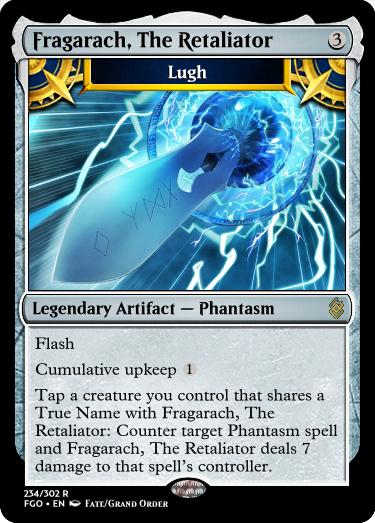 Fragarach, The Retaliator 3
Lugh
Legendary Artifact — Phantasm
Flash
Cumulative upkeep 1
Tap a creature you control that shares a
True Name with Fragarach, The
Retaliator: Counter target Phantasm spell
and Fragarach, The Retaliator deals 7
damage to that spell's controller.
234/302 R
FGO • EN Fate/Grand Order